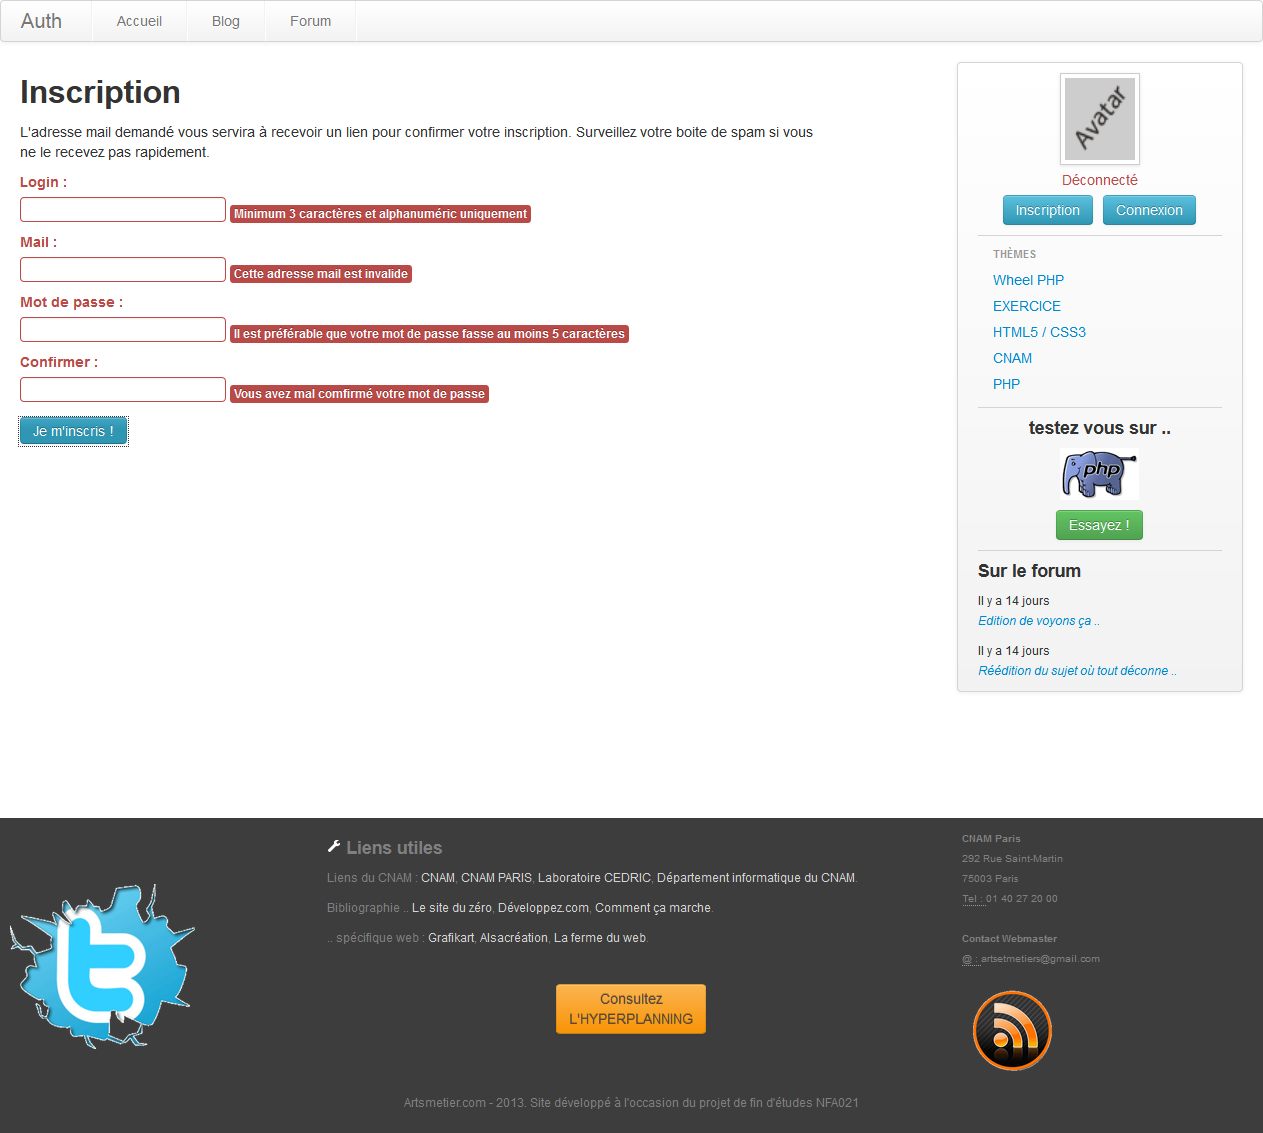 Auth Accueil Blog Forum
Inscription
L'adresse mail demandé vous servira à recevoir un lien pour confirmer votre inscription. Surveillez votre boite de spam si vous
ne le recevez pas rapidement.
Login :
Minimum 3 caractères et alphanuméric uniquement
Mail :
Cette adresse mail est invalide
Mot de passe :
Il est préférable que votre mot de passe fasse au moins 5 caractères
Confirmer :
Vous avez mal comfirmé votre mot de passe
Je m'inscris !
Avatar
Déconnecté
Inscription Connexion
THÈMES
Wheel PHP
EXERCICE
HTML5 / CSS3
CNAM
PHP
testez vous sur ..
php
Essayez !
Sur le forum
Il y a 14 jours
Edition de voyons ça ..
Il y a 14 jours
Réédition du sujet où tout déconne ..
Liens utiles
Liens du CNAM : CNAM, CNAM PARIS, Laboratoire CEDRIC, Département informatique du CNAM.
Bibliographie .. Le site du zéro, Développez.com, Comment ça marche.
.. spécifique web : Grafikart, Alsacréation, La ferme du web.
Consultez
L'HYPERPLANNING
CNAM Paris
292 Rue Saint-Martin
75003 Paris
Tel : 01 40 27 20 00
Contact Webmaster
@ : artsetmetiers@gmail.com
Artsmetier.com - 2013. Site développé à l'occasion du projet de fin d'études NFA021